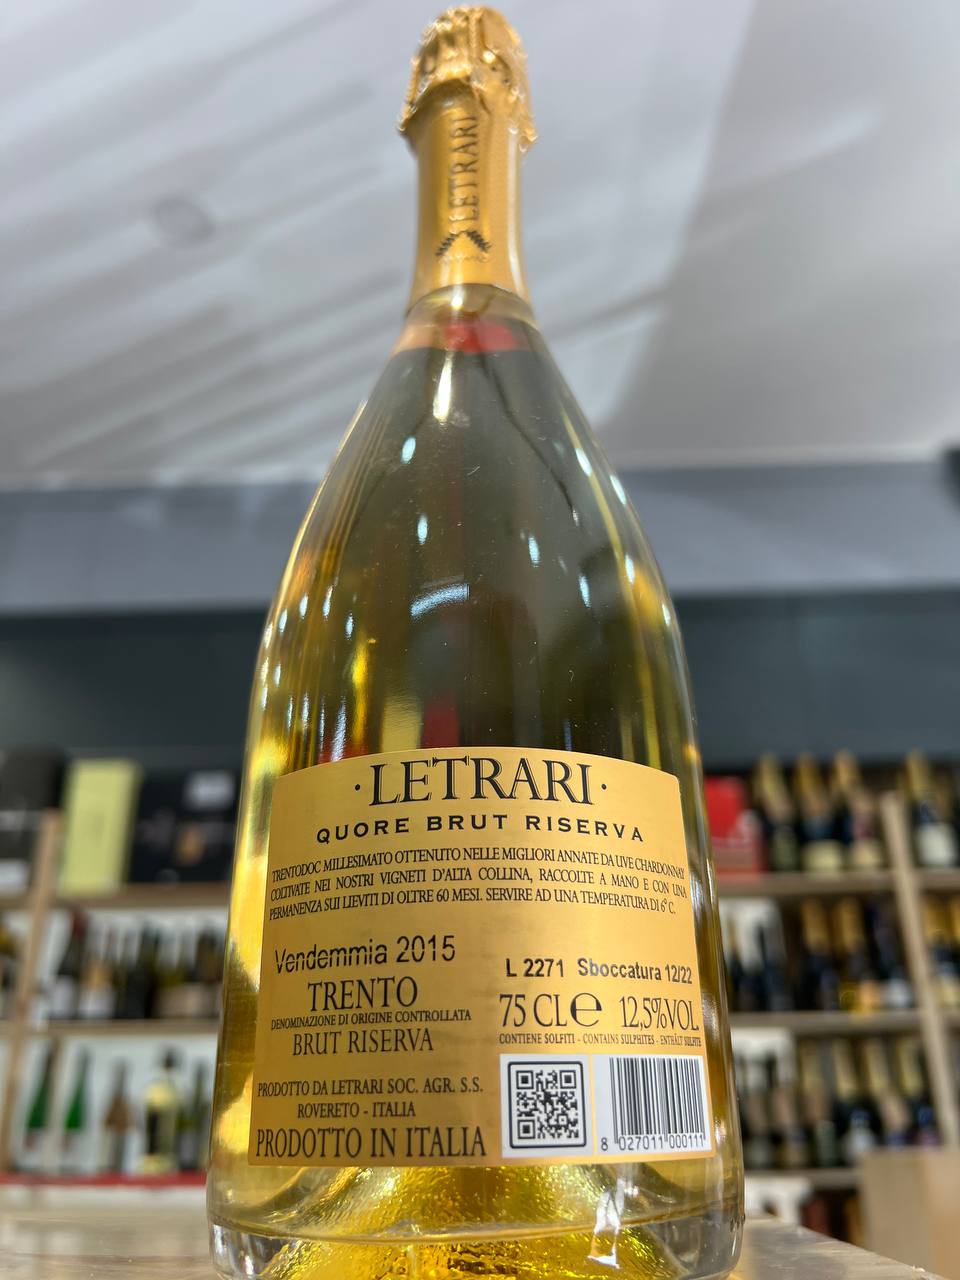 LETRARI
·LETRARI·
QUORE BRUT RISERVA
TRENTODOC MILLESIMATO OTTENUTO NELLE MIGLIORI ANNATE DA UVE CHARDONNAY
COLTIVATE NEI NOSTRI VIGNETI D'ALTA COLLINA, RACCOLTE A MANO E CON UNA
PERMANENZA SUI LIEVITI DI OLTRE 60 MESI. SERVIRE AD UNA TEMPERATURA DI 6° C.
Vendemmia 2015
L 2271 Sboccatura 12/22
TRENTO
DENOMINAZIONE DI ORIGINE CONTROLLATA
BRUT RISERVA
75 CL e 12,5%VOL
CONTIENE SOLFITI - CONTAINS SULPHITES - ENTHÄLT SULFITE
PRODOTTO DA LETRARI SOC. AGR. S.S.
ROVERETO - ITALIA
PRODOTTO IN ITALIA
8 027011 000111